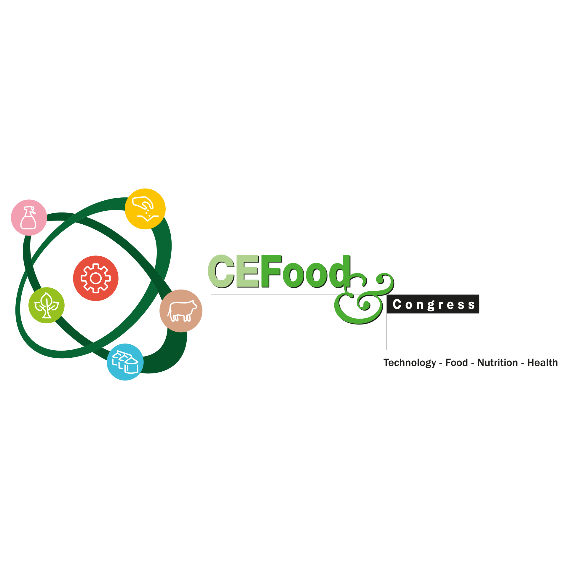 CEFood &
Congress
Technology - Food - Nutrition - Health